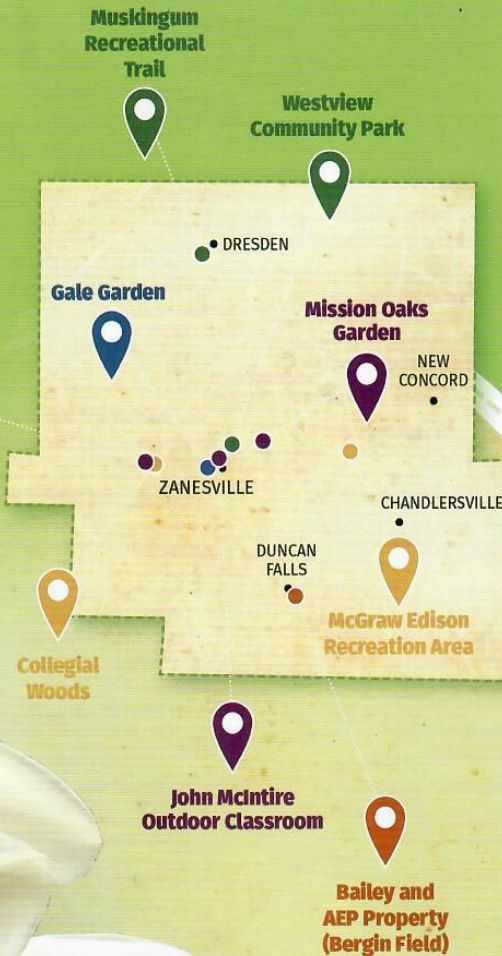 Muskingum
Recreational
Trail
Westview
Community Park
DRESDEN
Gale Garden
Mission Oaks
Garden
NEW
CONCORD
ZANESVILLE
CHANDLERSVILLE
DUNCAN
FALLS
McGraw Edison
Recreation Area
Collegial
Woods
John McIntire
Outdoor Classroom
Bailey and
AEP Property
(Bergin Field)